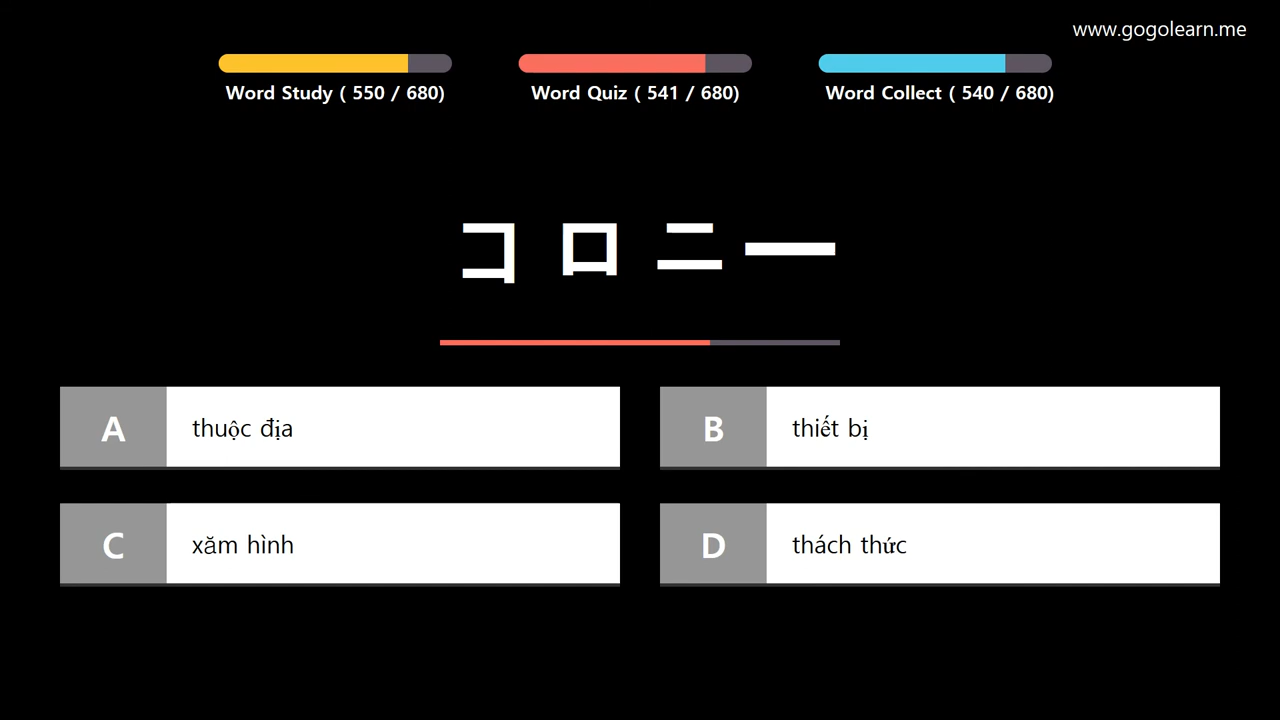 www.gogolearn.me
Word Study ( 550 / 680)
Word Quiz ( 541 / 680)
Word Collect ( 540 / 680)
コロニー
A thuộc địa
B thiết bị
C xăm hình
D thách thức